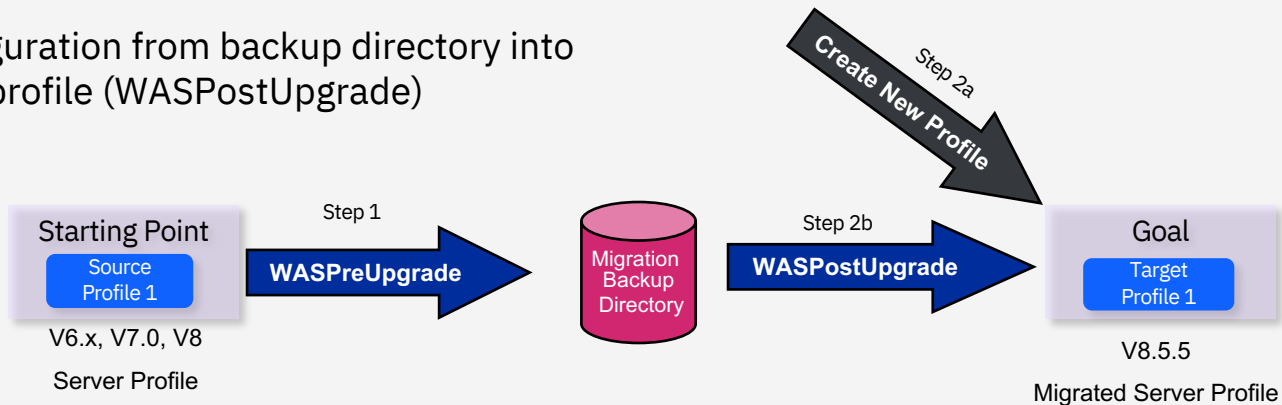 guration from backup directory into
profile (WASPostUpgrade)
Create New Profile
Step 2a
Starting Point
Source
Profile 1
V6.x, V7.0, V8
Server Profile
Step 1
WASPreUpgrade
Migration
Backup
Directory
Step 2b
WASPostUpgrade
Goal
Target
Profile 1
V8.5.5
Migrated Server Profile